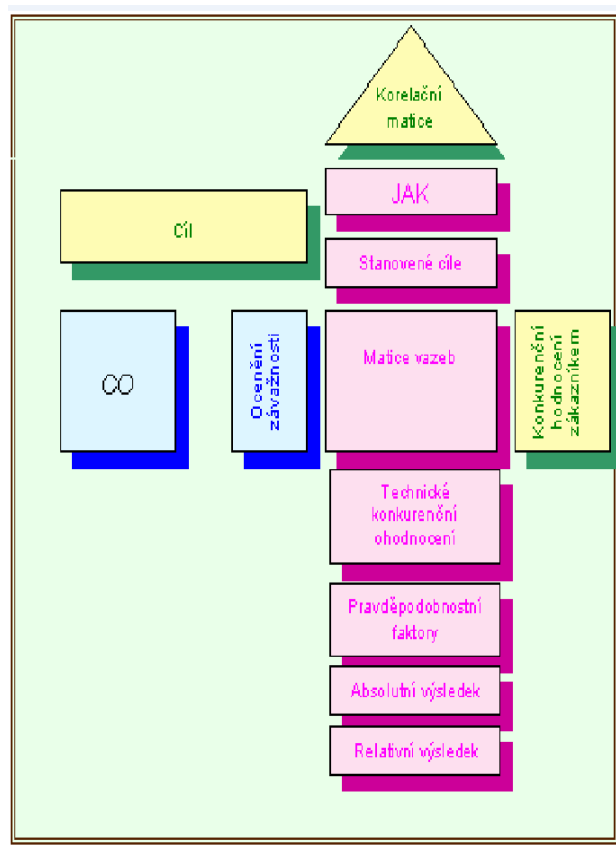 Korelační
matice
JAK
Cíl
Stanovené cíle
CO
Ocenění
závažnosti
Matice vazeb
Konkurenční
hodnocení
zákazníkem
Technické
konkurenční
ohodnocení
Pravděpodobnostní
faktory
Absolutní výsledek
Relativní výsledek